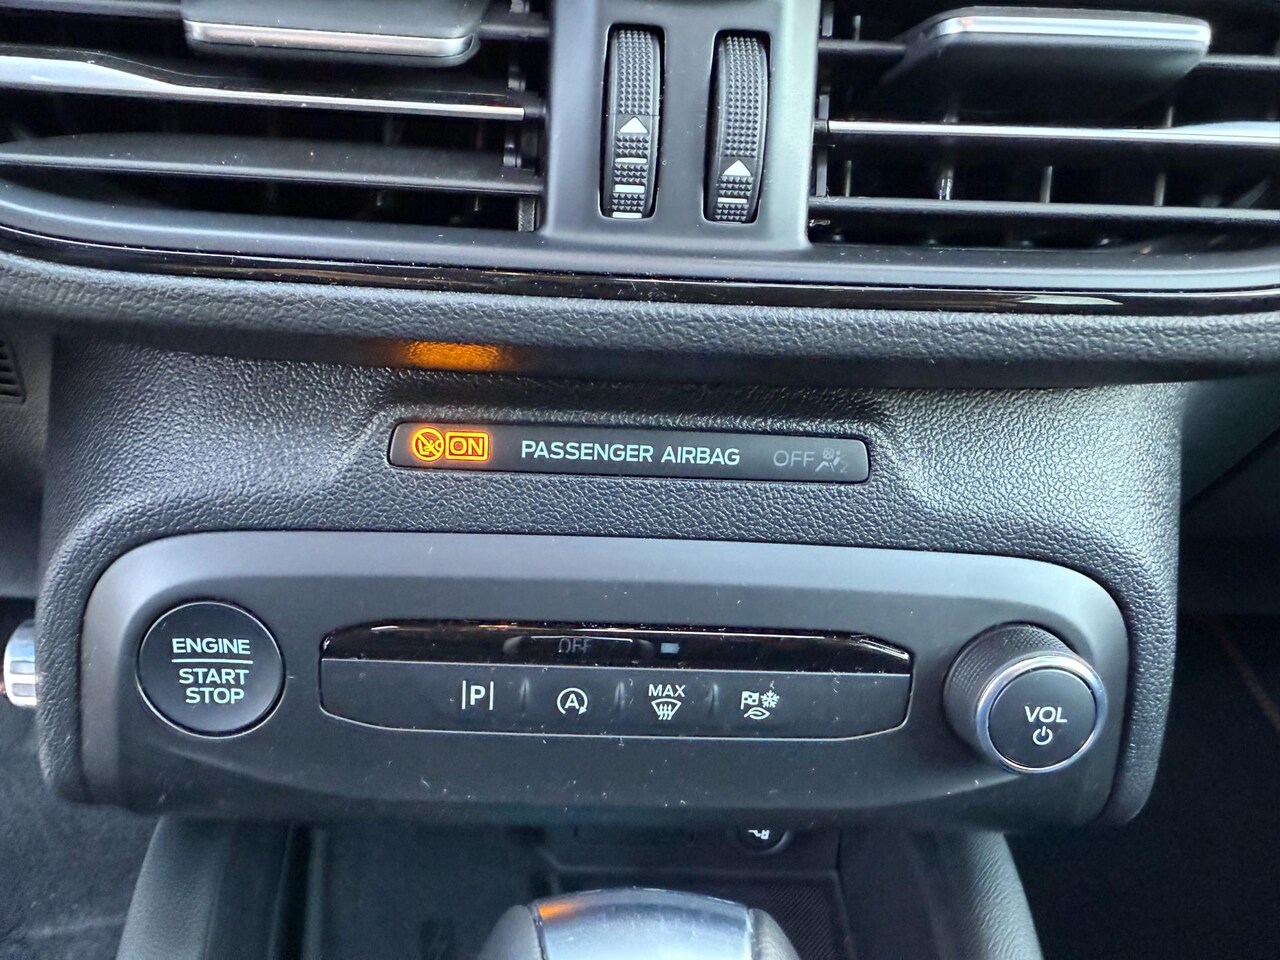 ON PASSENGER AIRBAG OFF
ENGINE
START
STOP
OFF
P
A
MAX
VOL